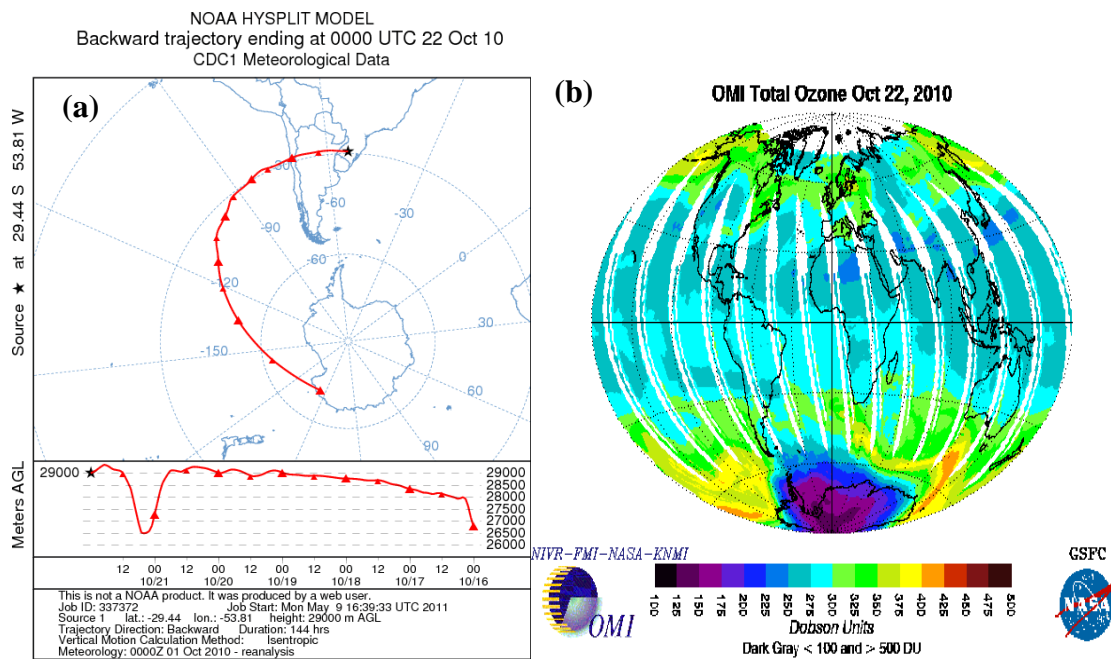 NOAA HYSPLIT MODEL
Backward trajectory ending at 0000 UTC 22 Oct 10
CDC1 Meteorological Data
Source ★ at 29.44 S 53.81 W
(a)
-30
-60
-30
-90
-60
0
-120
30
-150
60
90
Meters AGL
29000
29000
28500
28000
27500
27000
26500
26000
12 00 12 00 12 00 12 00 12 00 12 00
10/21 10/20 10/19 10/18 10/17 10/16
This is not a NOAA product. It was produced by a web user.
Job ID: 337372 Job Start: Mon May 9 16:39:33 UTC 2011
Source 1 lat.: -29.44 lon.: -53.81 height: 29000 m AGL
Trajectory Direction: Backward Duration: 144 hrs
Vertical Motion Calculation Method: Isentropic
Meteorology: 0000Z 01 Oct 2010 - reanalysis
(b)
OMI Total Ozone Oct 22, 2010
NIVR-FMI-NASA-KNMI
OMI
100 125 150 175 200 225 250 275 300 325 350 375 400 425 450 475 500
Dobson Units
Dark Gray < 100 and > 500 DU
GSFC
NASA